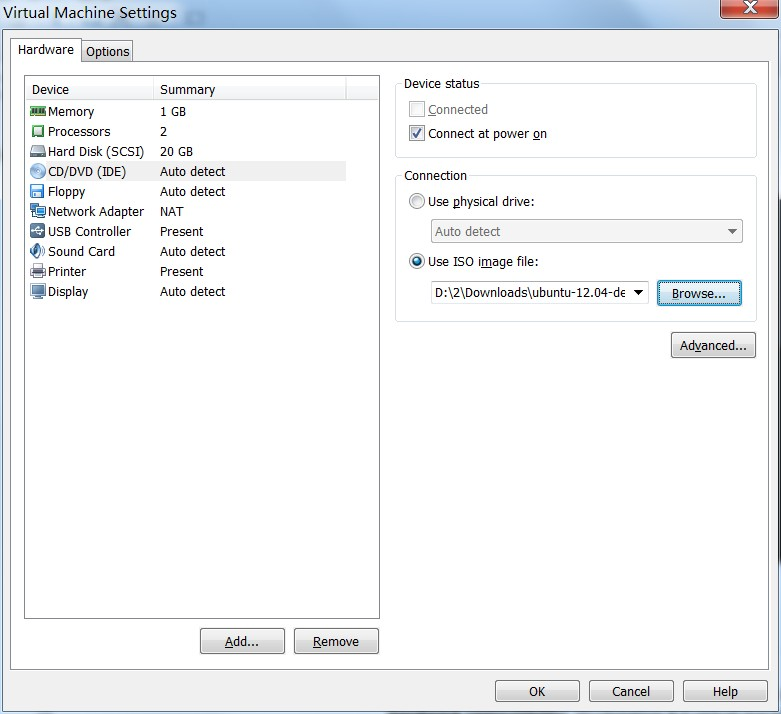 Virtual Machine Settings
Hardware Options
Device Summary
Memory 1 GB
Processors 2
Hard Disk (SCSI) 20 GB
CD/DVD (IDE) Auto detect
Floppy Auto detect
Network Adapter NAT
USB Controller Present
Sound Card Auto detect
Printer Present
Display Auto detect
Add... Remove
Device status
Connected
Connect at power on
Connection
Use physical drive:
Auto detect
Use ISO image file:
D:\2\Downloads\ubuntu-12.04-de Browse...
Advanced...
OK Cancel Help